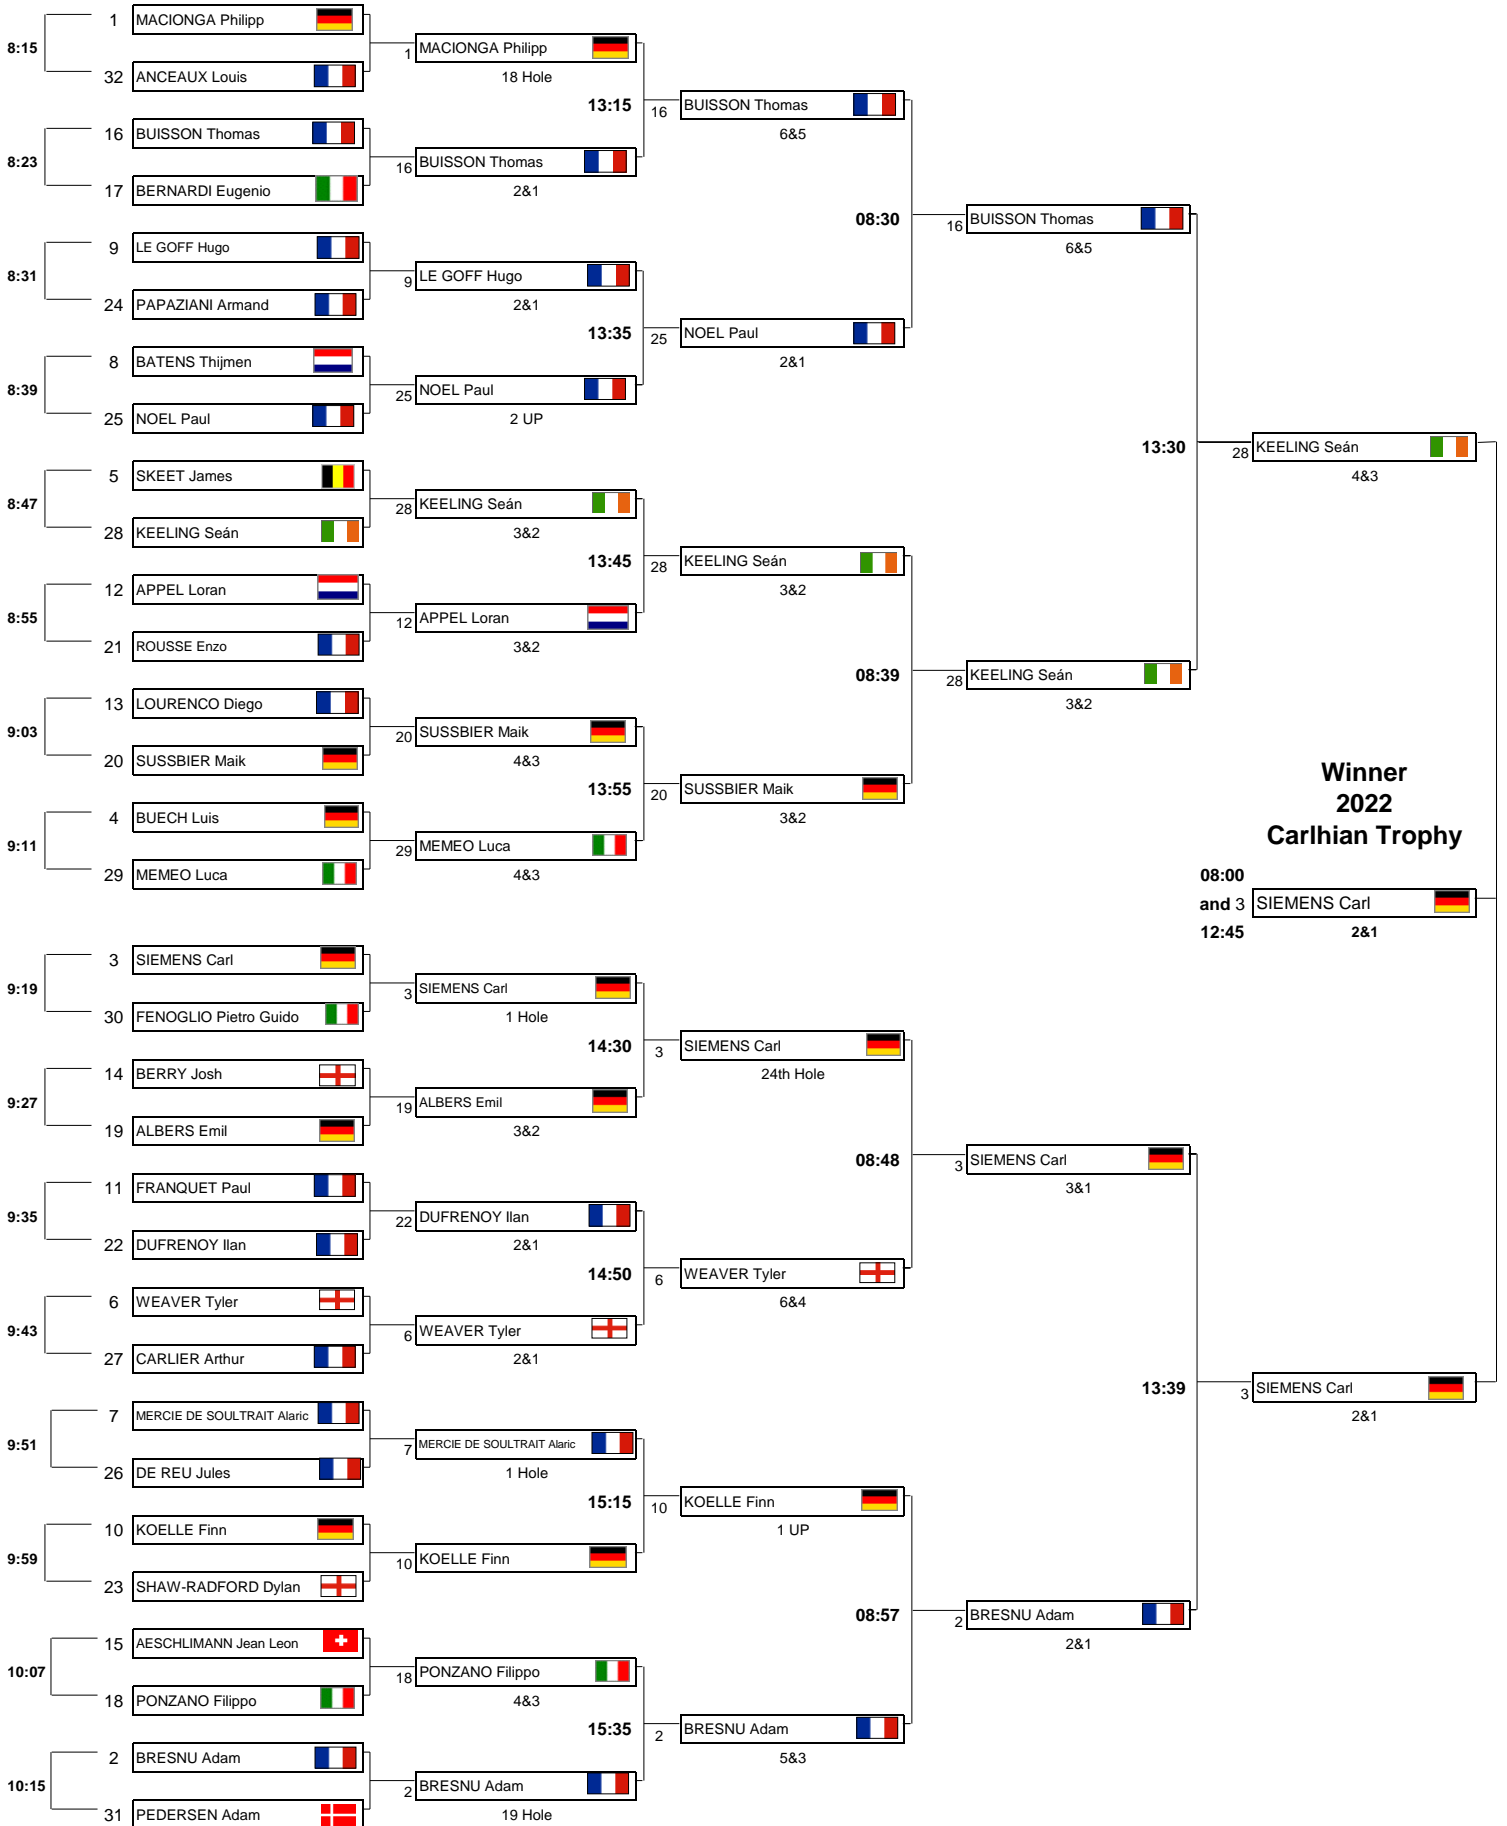 8:15
1 MACIONGA Philipp
32 ANCEAUX Louis
8:23
16 BUISSON Thomas
17 BERNARDI Eugenio
8:31
9 LE GOFF Hugo
24 PAPAZIANI Armand
8:39
8 BATENS Thijmen
25 NOEL Paul
8:47
5 SKEET James
28 KEELING Seán
8:55
12 APPEL Loran
21 ROUSSE Enzo
9:03
13 LOURENCO Diego
20 SUSSBIER Maik
9:11
4 BUECH Luis
29 MEMEO Luca
9:19
3 SIEMENS Carl
30 FENOGLIO Pietro Guido
9:27
14 BERRY Josh
19 ALBERS Emil
9:35
11 FRANQUET Paul
22 DUFRENOY Ilan
9:43
6 WEAVER Tyler
27 CARLIER Arthur
9:51
7 MERCIE DE SOULTRAIT Alaric
26 DE REU Jules
9:59
10 KOELLE Finn
23 SHAW-RADFORD Dylan
10:07
15 AESCHLIMANN Jean Leon
18 PONZANO Filippo
10:15
2 BRESNU Adam
31 PEDERSEN Adam
1 MACIONGA Philipp
18 Hole
13:15
16 BUISSON Thomas
2&1
9 LE GOFF Hugo
2&1
13:35
25 NOEL Paul
2 UP
28 KEELING Seán
3&2
13:45
12 APPEL Loran
3&2
20 SUSSBIER Maik
4&3
13:55
29 MEMEO Luca
4&3
3 SIEMENS Carl
1 Hole
14:30
19 ALBERS Emil
3&2
22 DUFRENOY Ilan
2&1
14:50
6 WEAVER Tyler
2&1
7 MERCIE DE SOULTRAIT Alaric
1 Hole
15:15
10 KOELLE Finn
18 PONZANO Filippo
4&3
15:35
2 BRESNU Adam
19 Hole
16 BUISSON Thomas
6&5
08:30
25 NOEL Paul
2&1
28 KEELING Seán
3&2
08:39
20 SUSSBIER Maik
3&2
3 SIEMENS Carl
24th Hole
08:48
6 WEAVER Tyler
6&4
10 KOELLE Finn
1 UP
08:57
2 BRESNU Adam
5&3
16 BUISSON Thomas
6&5
13:30
28 KEELING Seán
3&2
3 SIEMENS Carl
3&1
13:39
2 BRESNU Adam
2&1
28 KEELING Seán
4&3
Winner
2022
Carlhian Trophy
08:00
and 3 SIEMENS Carl
12:45 2&1
3 SIEMENS Carl
2&1